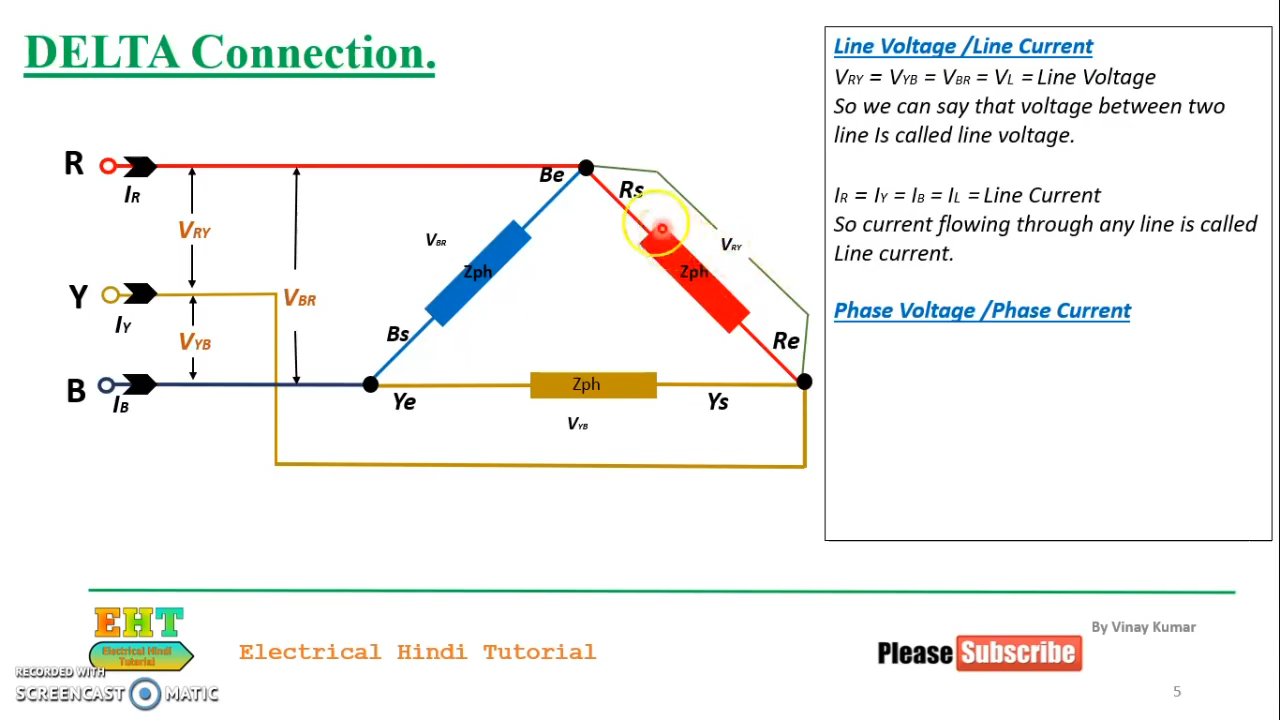 DELTA Connection.
R
IR
VRY
Y
IY
VBR
VYB
B
IB
Be
Rs
VBR
Zph
Zph
VRY
Bs
Re
Ye
Zph
Ys
VYB
Line Voltage /Line Current
VRY = VYB = VBR = VL = Line Voltage
So we can say that voltage between two
line Is called line voltage.
IR = IY = IB = IL = Line Current
So current flowing through any line is called
Line current.
Phase Voltage /Phase Current
EHT
Electrical Hindi
Tutorial
Electrical Hindi Tutorial
Please Subscribe
By Vinay Kumar
RECORDED WITH
SCREENCAST MATIC
5